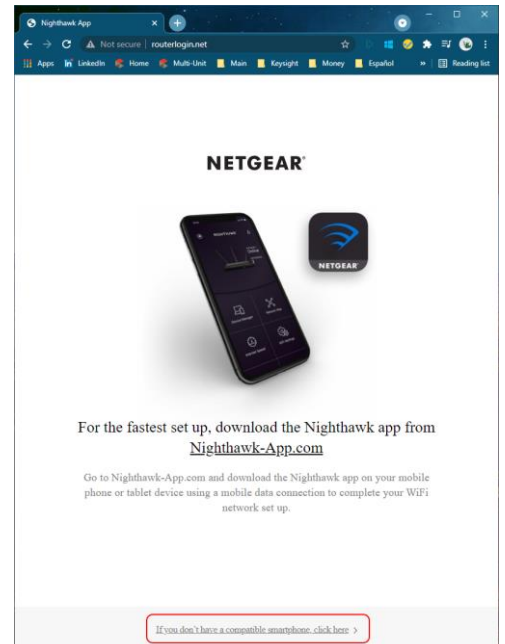 Nighthawk App
Not secure | routerlogin.net
Apps LinkedIn Home Multi-Unit Main Keysight Money Español » Reading list
NETGEAR®
NIGHTHAWK
NETGEAR
For the fastest set up, download the Nighthawk app from
Nighthawk-App.com
Go to Nighthawk-App.com and download the Nighthawk app on your mobile
phone or tablet device using a mobile data connection to complete your WiFi
network set up.
If you don't have a compatible smartphone, click here >